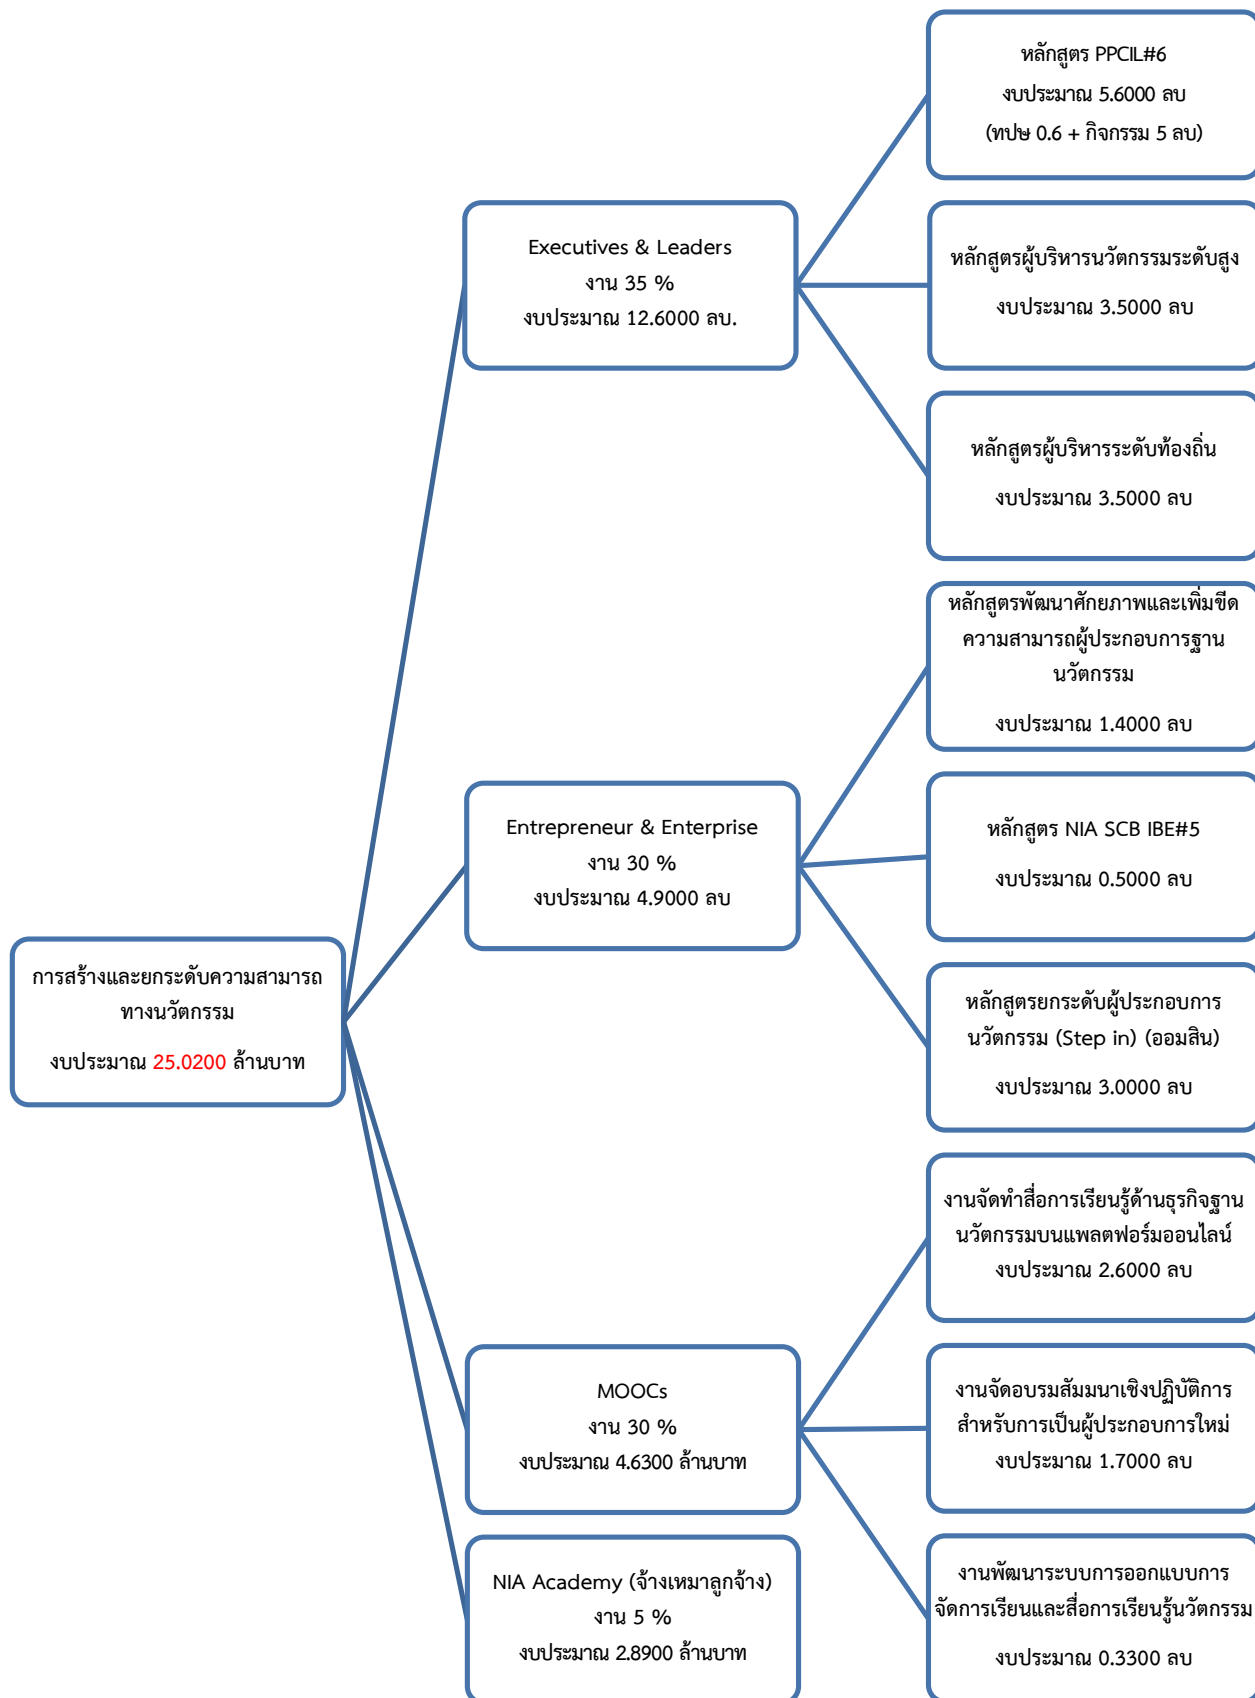 การสร้างและยกระดับความสามารถ
ทางนวัตกรรม
งบประมาณ 25.0200 ล้านบาท
Executives & Leaders
งาน 35 %
งบประมาณ 12.6000 ลบ.
หลักสูตร PPCIL#6
งบประมาณ 5.6000 ลบ
(ทปษ 0.6 + กิจกรรม 5 ลบ)
หลักสูตรผู้บริหารนวัตกรรมระดับสูง
งบประมาณ 3.5000 ลบ
หลักสูตรผู้บริหารระดับท้องถิ่น
งบประมาณ 3.5000 ลบ
Entrepreneur & Enterprise
งาน 30 %
งบประมาณ 4.9000 ลบ
หลักสูตรพัฒนาศักยภาพและเพิ่มขีด
ความสามารถผู้ประกอบการฐาน
นวัตกรรม
งบประมาณ 1.4000 ลบ
หลักสูตร NIA SCB IBE#5
งบประมาณ 0.5000 ลบ
หลักสูตรยกระดับผู้ประกอบการ
นวัตกรรม (Step in) (ออมสิน)
งบประมาณ 3.0000 ลบ
MOOCs
งาน 30 %
งบประมาณ 4.6300 ล้านบาท
งานจัดทำสื่อการเรียนรู้ด้านธุรกิจฐาน
นวัตกรรมบนแพลตฟอร์มออนไลน์
งบประมาณ 2.6000 ลบ
งานจัดอบรมสัมมนาเชิงปฏิบัติการ
สำหรับการเป็นผู้ประกอบการใหม่
งบประมาณ 1.7000 ลบ
งานพัฒนาระบบการออกแบบการ
จัดการเรียนและสื่อการเรียนรู้นวัตกรรม
งบประมาณ 0.3300 ลบ
NIA Academy (จ้างเหมาลูกจ้าง)
งาน 5 %
งบประมาณ 2.8900 ล้านบาท